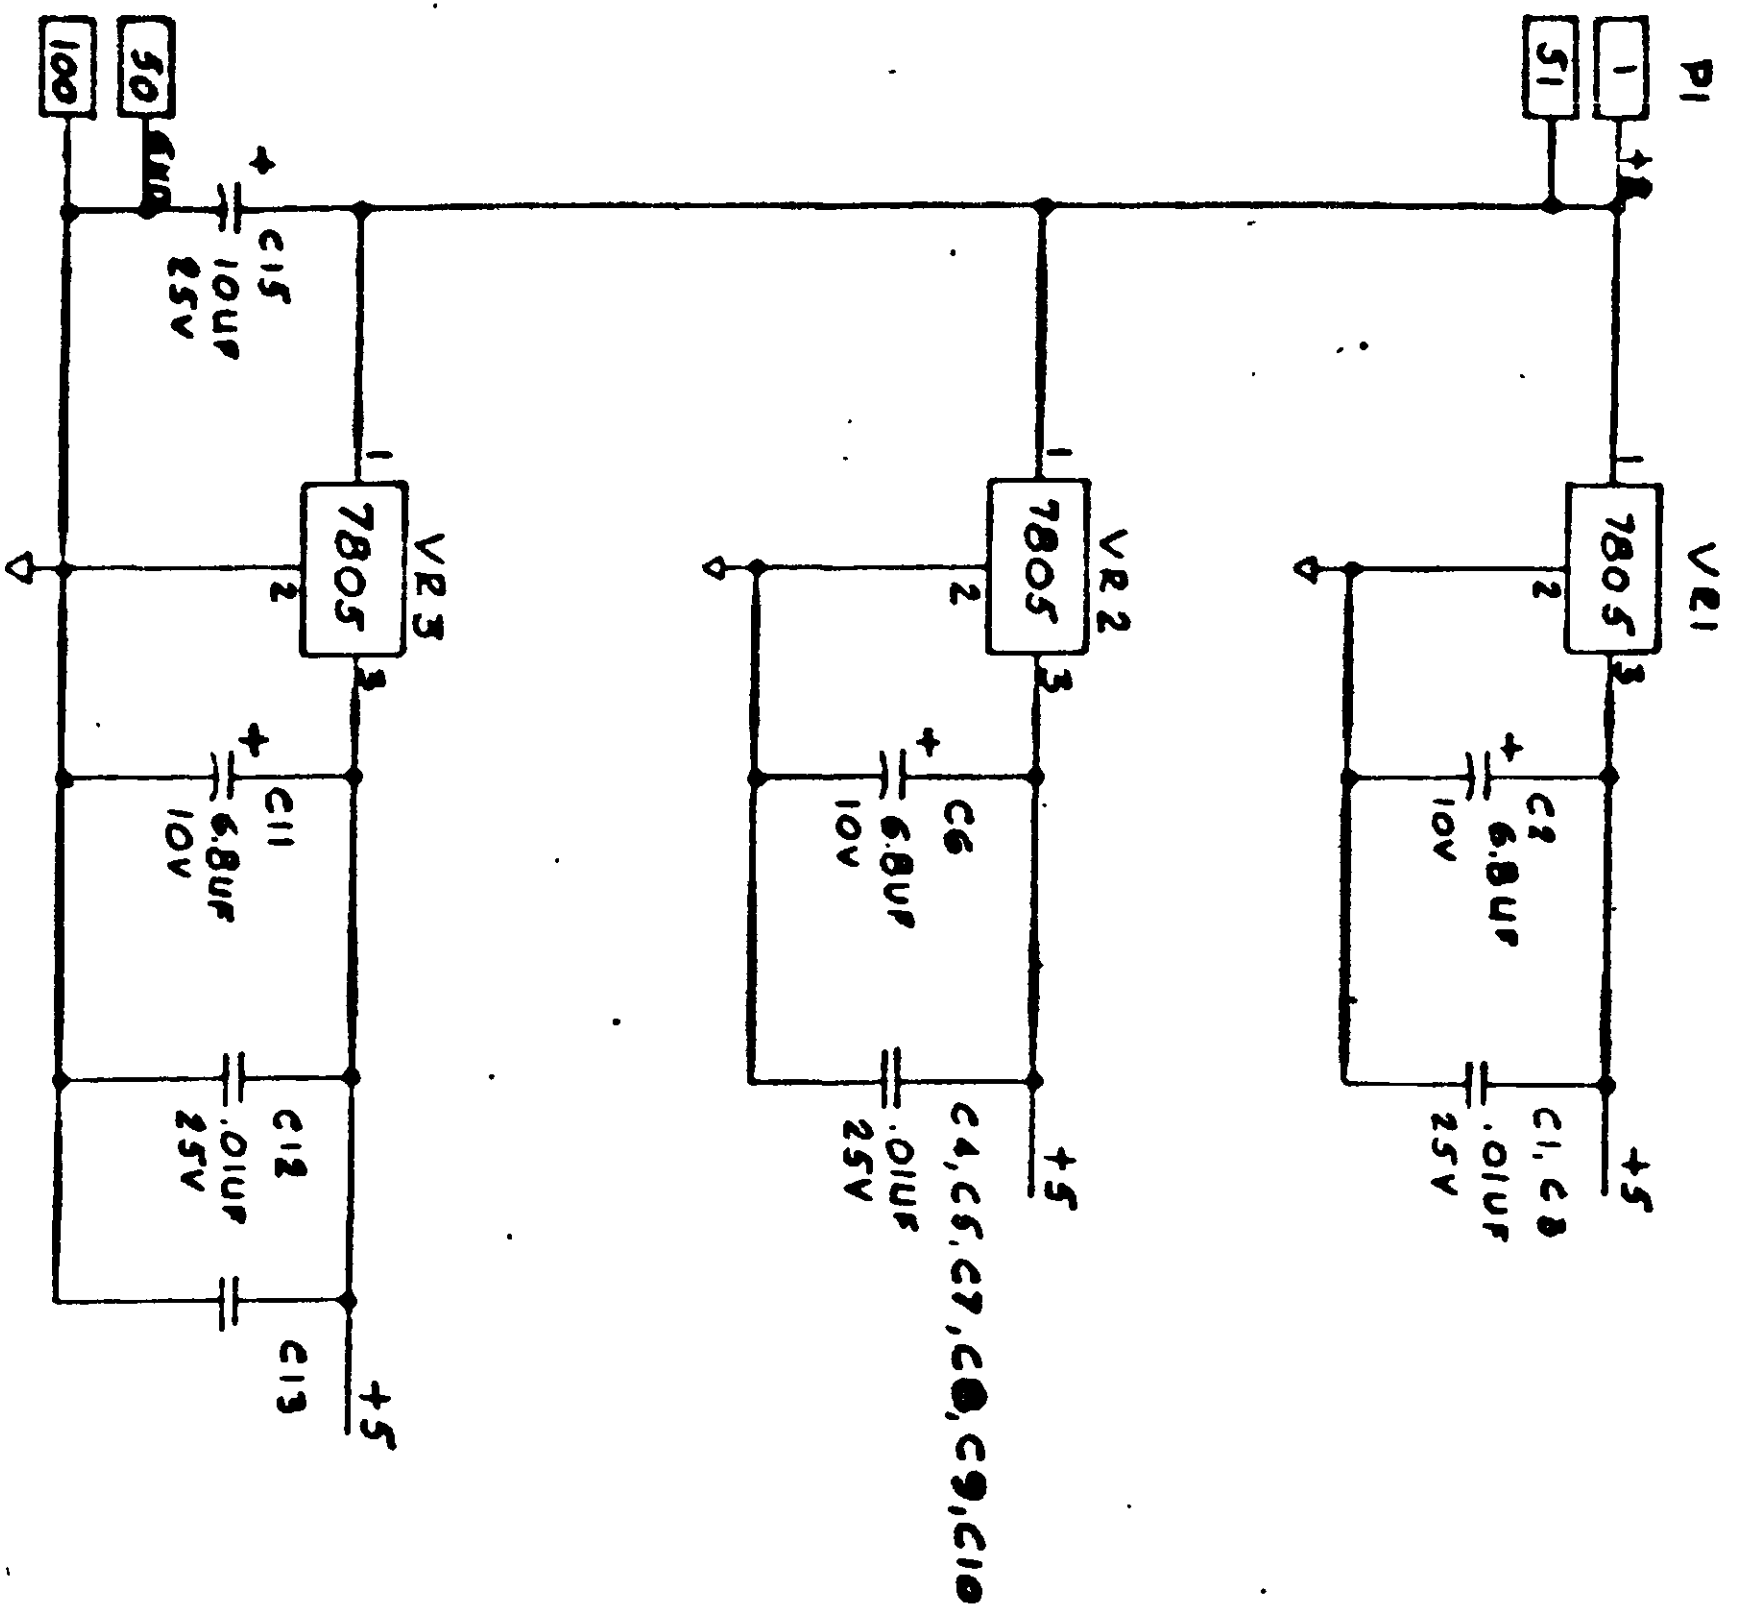 P1
1
+8
51
VR1
1
7805
3
2
+
C2
6.8UF
10V
C1, C3
.01UF
25V
+5
VR2
1
7805
3
2
+
C6
6.8UF
10V
C4, C5, C7, C8, C9, C10
.01UF
25V
+5
+
C15
10UF
25V
VR3
1
7805
3
2
+
C11
6.8UF
10V
C12
.01UF
25V
C13
+5
50
GND
100